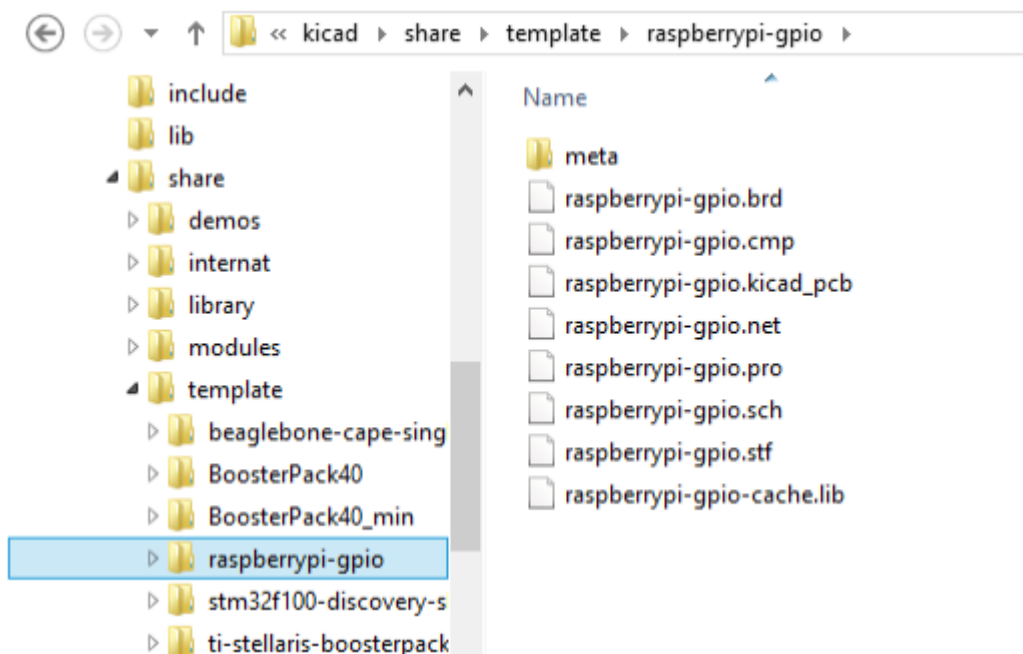 « kicad share template raspberrypi-gpio
include
lib
share
demos
internat
library
modules
template
beaglebone-cape-sing
BoosterPack40
BoosterPack40_min
raspberrypi-gpio
stm32f100-discovery-s
ti-stellaris-boosterpack
Name
meta
raspberrypi-gpio.brd
raspberrypi-gpio.cmp
raspberrypi-gpio.kicad_pcb
raspberrypi-gpio.net
raspberrypi-gpio.pro
raspberrypi-gpio.sch
raspberrypi-gpio.stf
raspberrypi-gpio-cache.lib